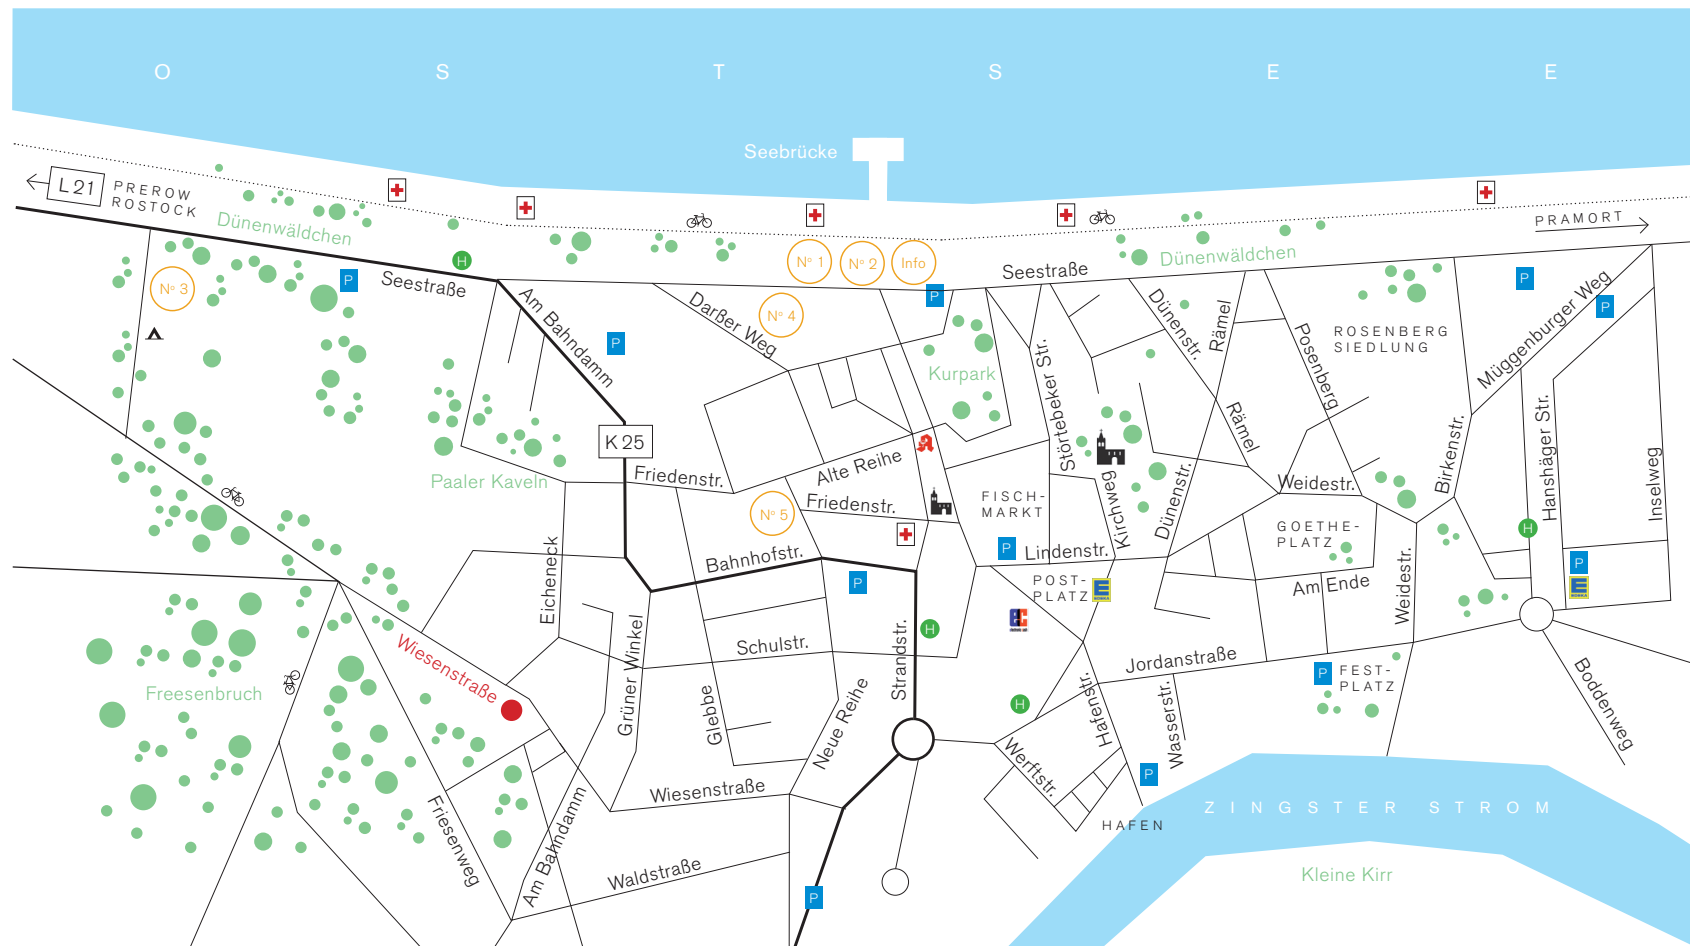 O S T S E E
Seebrücke
L21
PREROW
ROSTOCK
Dünenwäldchen
PRAMORT
Dünenwäldchen
Seestraße
Seestraße
H
P
Nº 1
Nº 2
Info
Nº 3
Nº 4
P
P
P
P
Am Bahndamm
Darßer Weg
Kurpark
Störtebeker Str.
Dünenstr.
Rämel
Rämel
Posenberg
ROSENBERG
SIEDLUNG
Müggenburger Weg
K 25
Paaler Kaveln
Friedenstr.
Alte Reihe
A
Friedenstr.
Nº 5
FISCH-
MARKT
Kirchweg
Dünenstr.
Weidestr.
Birkenstr.
Hanshäger Str.
Inselweg
GOETHE-
PLATZ
H
Bahnhofstr.
P
P
Lindenstr.
P
E
E
POST-
PLATZ
Am Ende
Weidestr.
Eicheneck
Wiesenstraße
Grüner Winkel
Schulstr.
Strandstr.
H
Jordanstraße
P
FEST-
PLATZ
Freesenbruch
Glebbe
Neue Reihe
H
Hafenstr.
Wasserstr.
Boddenweg
Werftstr.
P
Wiesenstraße
Friesenweg
Am Bahndamm
Waldstraße
P
HAFEN
ZINGSTER STROM
Kleine Kirr